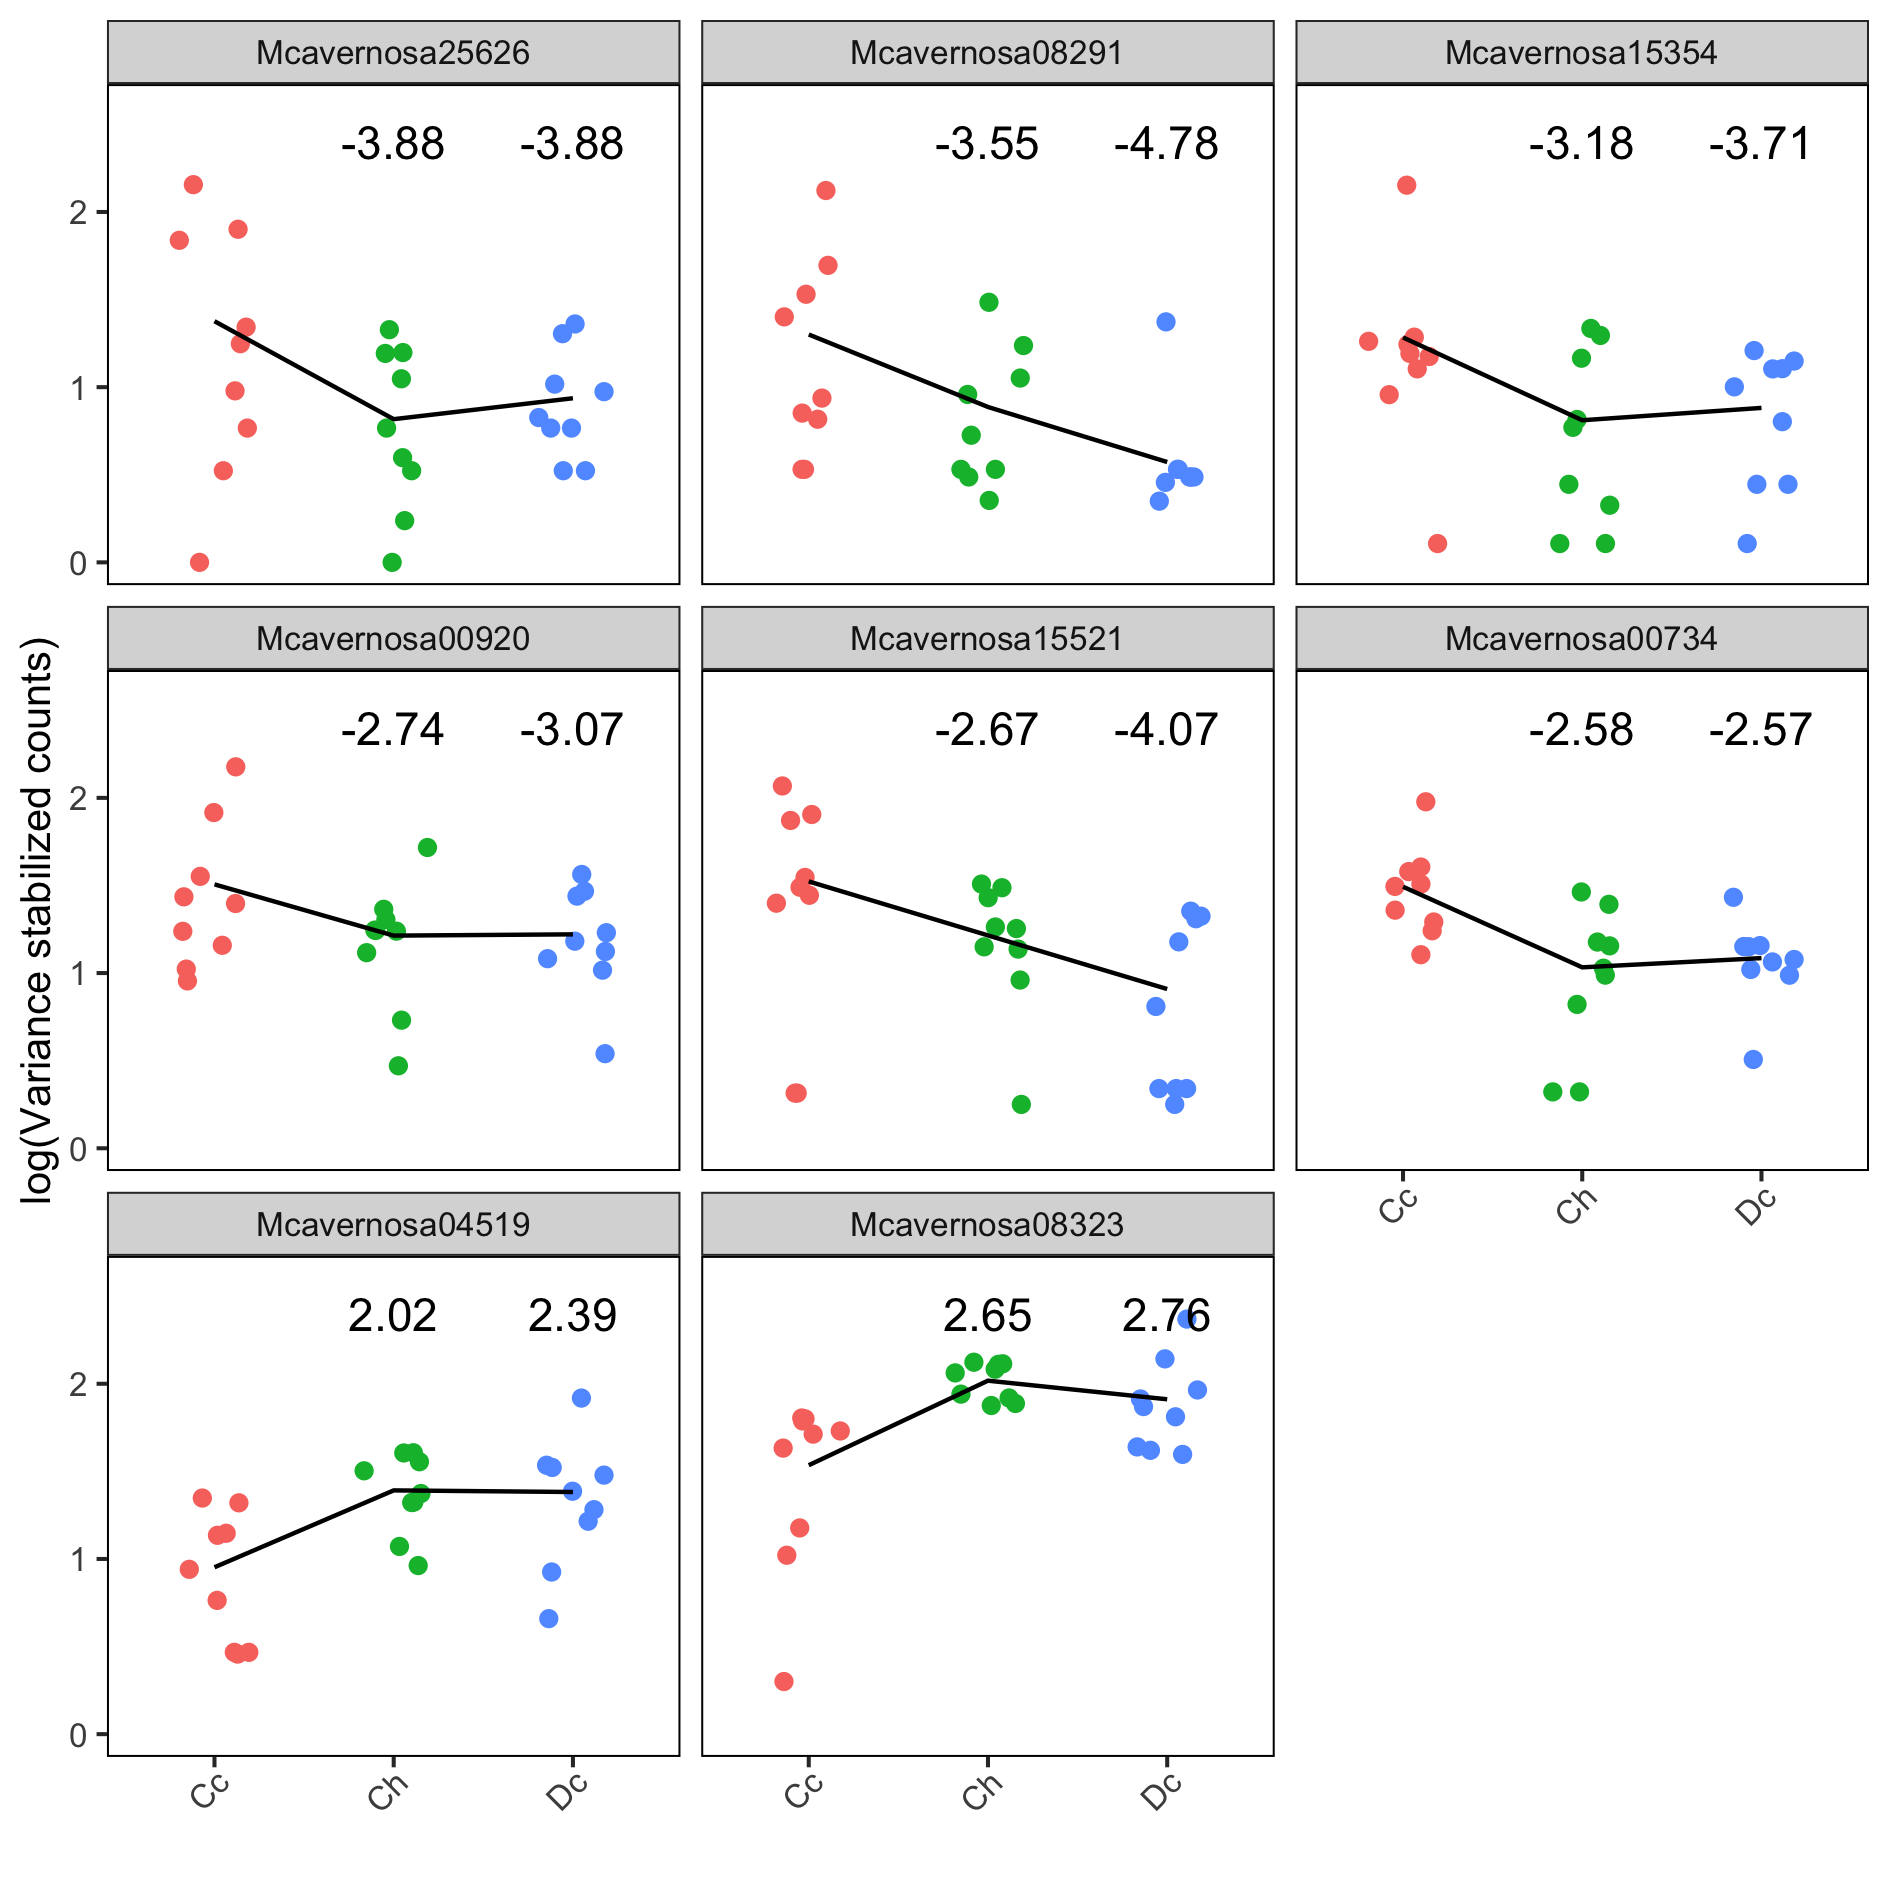 Mcavernosa25626
Mcavernosa08291
Mcavernosa15354
-3.88 -3.88
-3.55 -4.78
-3.18 -3.71
2
1
0
Mcavernosa00920
Mcavernosa15521
Mcavernosa00734
-2.74 -3.07
-2.67 -4.07
-2.58 -2.57
2
1
0
log(Variance stabilized counts)
Cc Ch Dc
Mcavernosa04519
Mcavernosa08323
2.02 2.39
2.65 2.76
2
1
0
Cc Ch Dc
Cc Ch Dc